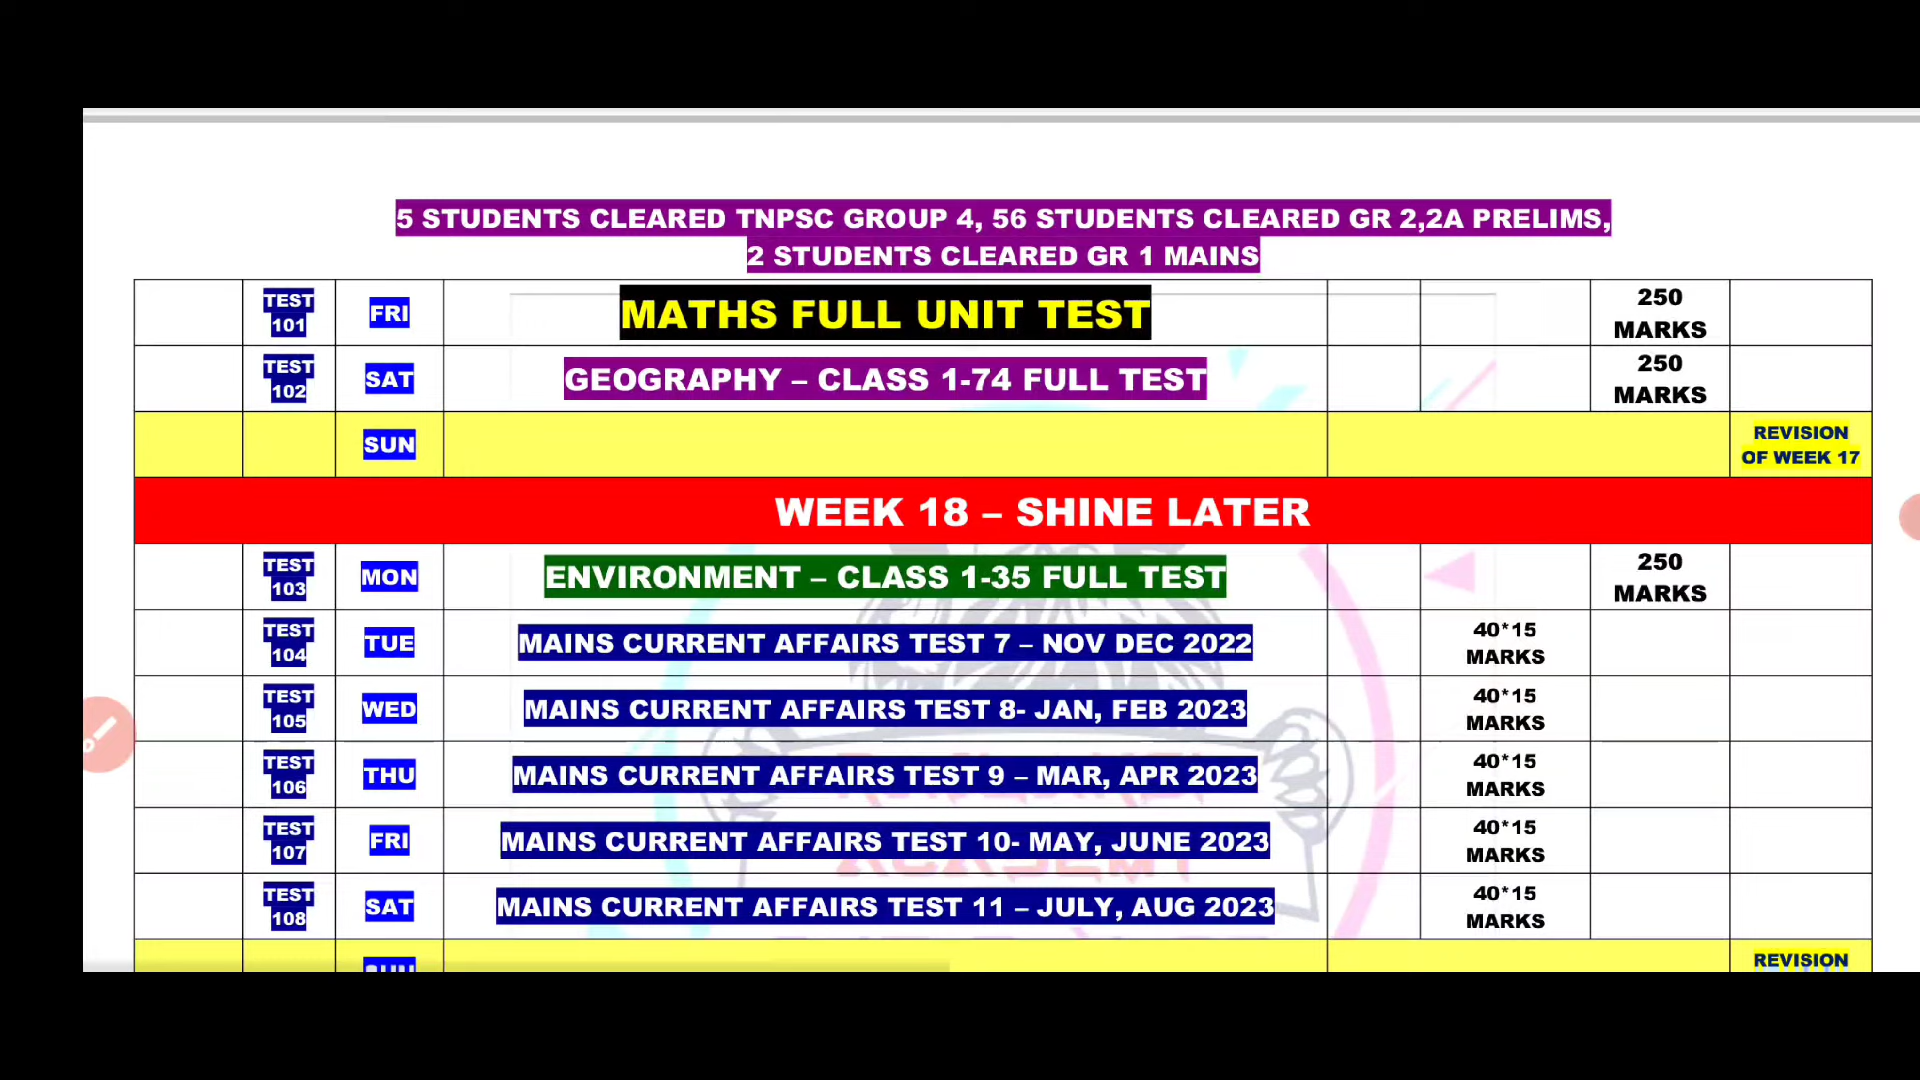 5 STUDENTS CLEARED TNPSC GROUP 4, 56 STUDENTS CLEARED GR 2,2A PRELIMS,
2 STUDENTS CLEARED GR 1 MAINS
TEST 101 FRI MATHS FULL UNIT TEST 250 MARKS
TEST 102 SAT GEOGRAPHY – CLASS 1-74 FULL TEST 250 MARKS
SUN REVISION OF WEEK 17
WEEK 18 – SHINE LATER
TEST 103 MON ENVIRONMENT – CLASS 1-35 FULL TEST 250 MARKS
TEST 104 TUE MAINS CURRENT AFFAIRS TEST 7 – NOV DEC 2022 40*15 MARKS
TEST 105 WED MAINS CURRENT AFFAIRS TEST 8- JAN, FEB 2023 40*15 MARKS
TEST 106 THU MAINS CURRENT AFFAIRS TEST 9 – MAR, APR 2023 40*15 MARKS
TEST 107 FRI MAINS CURRENT AFFAIRS TEST 10- MAY, JUNE 2023 40*15 MARKS
ACADEMY
TEST 108 SAT MAINS CURRENT AFFAIRS TEST 11 – JULY, AUG 2023 40*15 MARKS
SUN REVISION